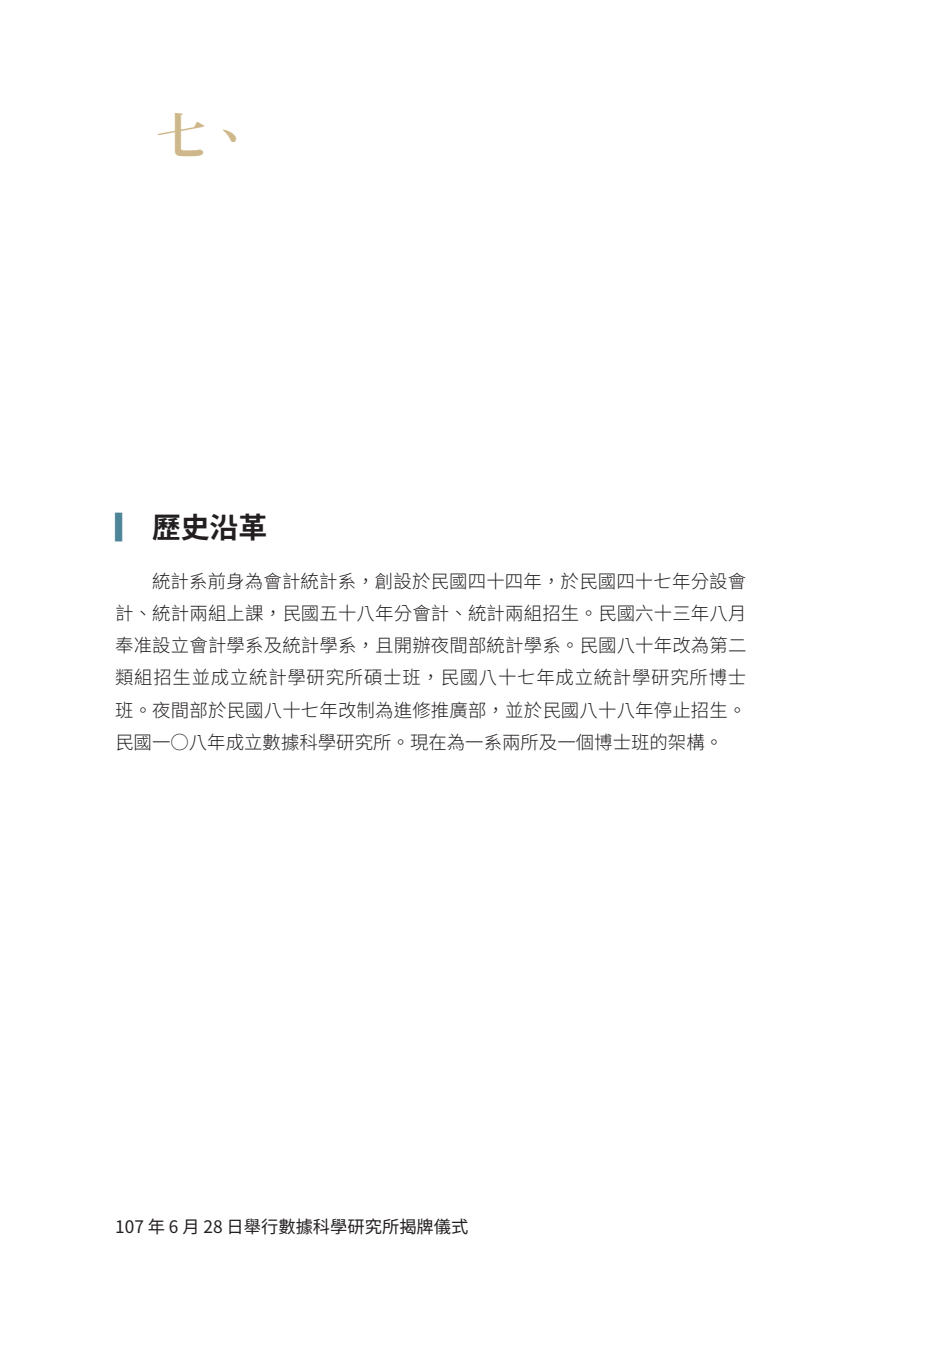 七、
歷史沿革
統計系前身為會計統計系，創設於民國四十四年，於民國四十七年分設會
計、統計兩組上課，民國五十八年分會計、統計兩組招生。民國六十三年八月
奉准設立會計學系及統計學系，且開辦夜間部統計學系。民國八十年改為第二
類組招生並成立統計學研究所碩士班，民國八十七年成立統計學研究所博士
班。夜間部於民國八十七年改制為進修推廣部，並於民國八十八年停止招生。
民國一〇八年成立數據科學研究所。現在為一系兩所及一個博士班的架構。
107 年 6 月 28 日舉行數據科學研究所揭牌儀式